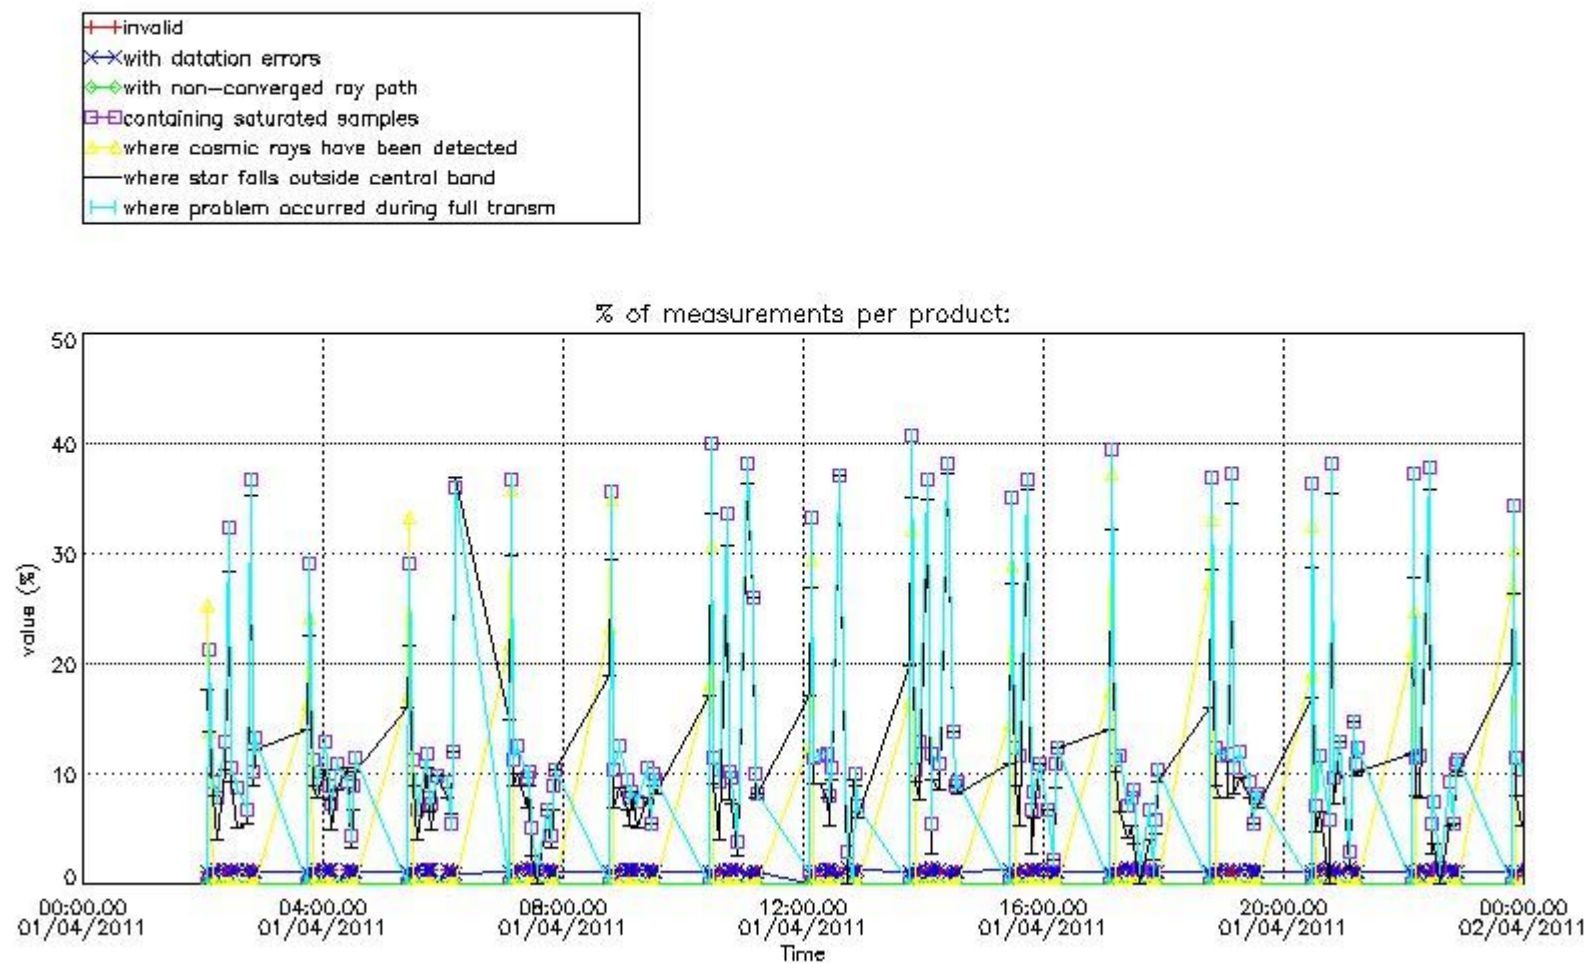 invalid
with datation errors
with non-converged ray path
containing saturated samples
where cosmic rays have been detected
where star falls outside central band
where problem occurred during full transm
% of measurements per product:
50
40
30
20
10
0
value (%)
00:00:00 04:00:00 08:00:00 12:00:00 16:00:00 20:00:00 00:00:00
01/04/2011 01/04/2011 01/04/2011 01/04/2011 01/04/2011 01/04/2011 02/04/2011
Time